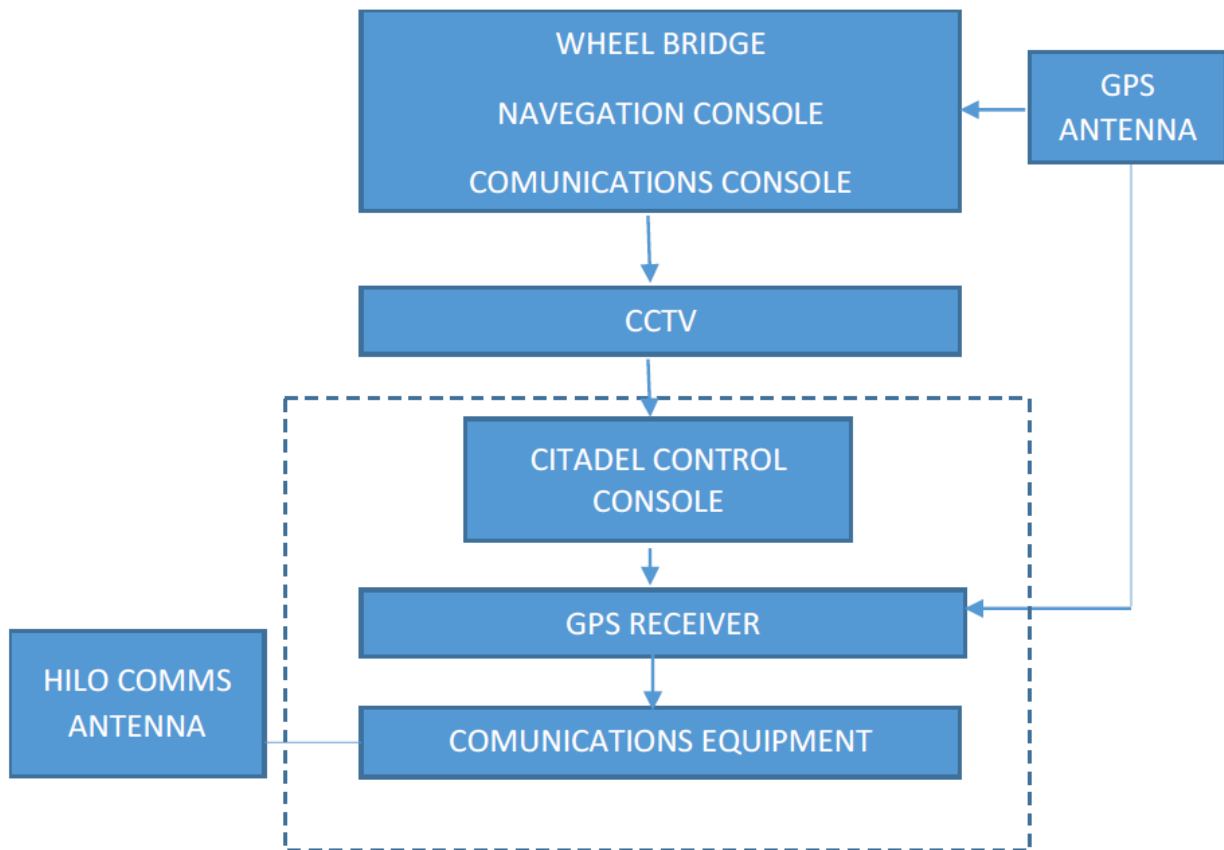 WHEEL BRIDGE
NAVEGATION CONSOLE
COMUNICATIONS CONSOLE
GPS
ANTENNA
CCTV
CITADEL CONTROL
CONSOLE
GPS RECEIVER
HILO COMMS
ANTENNA
COMUNICATIONS EQUIPMENT